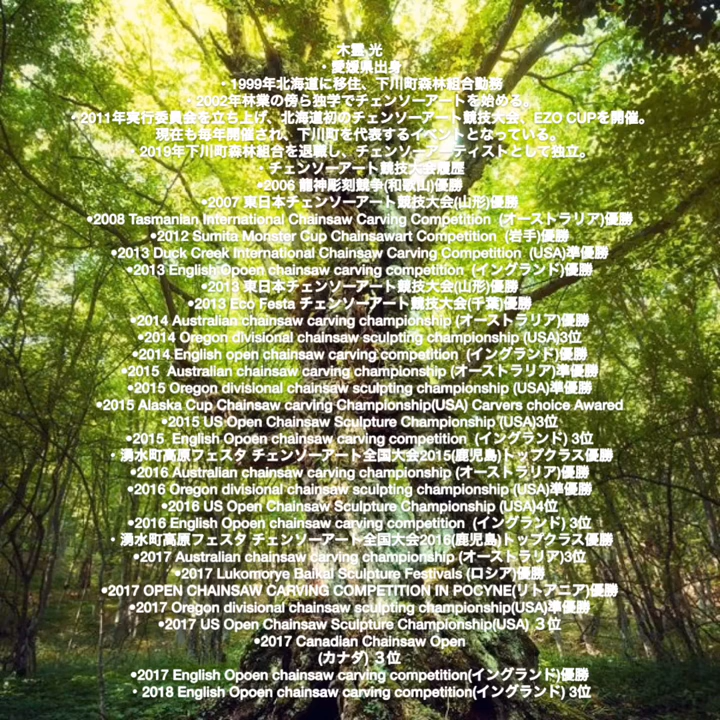 木霊 光
・愛媛県出身
・1999年北海道に移住、下川町森林組合勤務
・2002年林業の傍ら独学でチェンソーアートを始める。
・2011年実行委員会を立ち上げ、北海道初のチェンソーアート競技大会、EZO CUPを開催。
現在も毎年開催され、下川町を代表するイベントとなっている。
・2019年下川町森林組合を退職し、チェンソーアーティストとして独立。
・チェーンソーアート競技大会履歴
•2006 龍神彫刻競争(和歌山)優勝
•2007 東日本チェンソーアート競技大会(山形)優勝
•2008 Tasmanian International Chainsaw Carving Competition (オーストラリア)優勝
•2012 Sumita Monster Cup Chainsawart Competition (岩手)優勝
•2013 Duck Creek International Chainsaw Carving Competition (USA)準優勝
•2013 English Opoen chainsaw carving competition (イングランド)優勝
•2013 東日本チェンソーアート競技大会(山形)優勝
•2013 Eco Festa チェンソーアート競技大会(千葉)優勝
•2014 Australian chainsaw carving championship (オーストラリア)優勝
•2014 Oregon divisional chainsaw sculpting championship (USA)3位
•2014 English open chainsaw carving competition (イングランド)優勝
•2015 Australian chainsaw carving championship (オーストラリア)準優勝
•2015 Oregon divisional chainsaw sculpting championship (USA)準優勝
•2015 Alaska Cup Chainsaw carving Championship(USA) Carvers choice Awared
•2015 US Open Chainsaw Sculpture Championship (USA)3位
•2015 English Opoen chainsaw carving competition (イングランド) 3位
・湧水町高原フェスタ チェンソーアート全国大会2015(鹿児島)トップクラス優勝
•2016 Australian chainsaw carving championship (オーストラリア)優勝
•2016 Oregon divisional chainsaw sculpting championship (USA)準優勝
•2016 US Open Chainsaw Sculpture Championship (USA)4位
•2016 English Opoen chainsaw carving competition (イングランド) 3位
・湧水町高原フェスタ チェンソーアート全国大会2016(鹿児島)トップクラス優勝
•2017 Australian chainsaw carving championship (オーストラリア)3位
•2017 Lukomorye Baikal Sculpture Festivals (ロシア)優勝
•2017 OPEN CHAINSAW CARVING COMPETITION IN POCYNE(リトアニア)優勝
•2017 Oregon divisional chainsaw sculpting championship(USA)準優勝
•2017 US Open Chainsaw Sculpture Championship(USA) ３位
•2017 Canadian Chainsaw Open
(カナダ) ３位
•2017 English Opoen chainsaw carving competition(イングランド)優勝
・2018 English Opoen chainsaw carving competition(イングランド) 3位